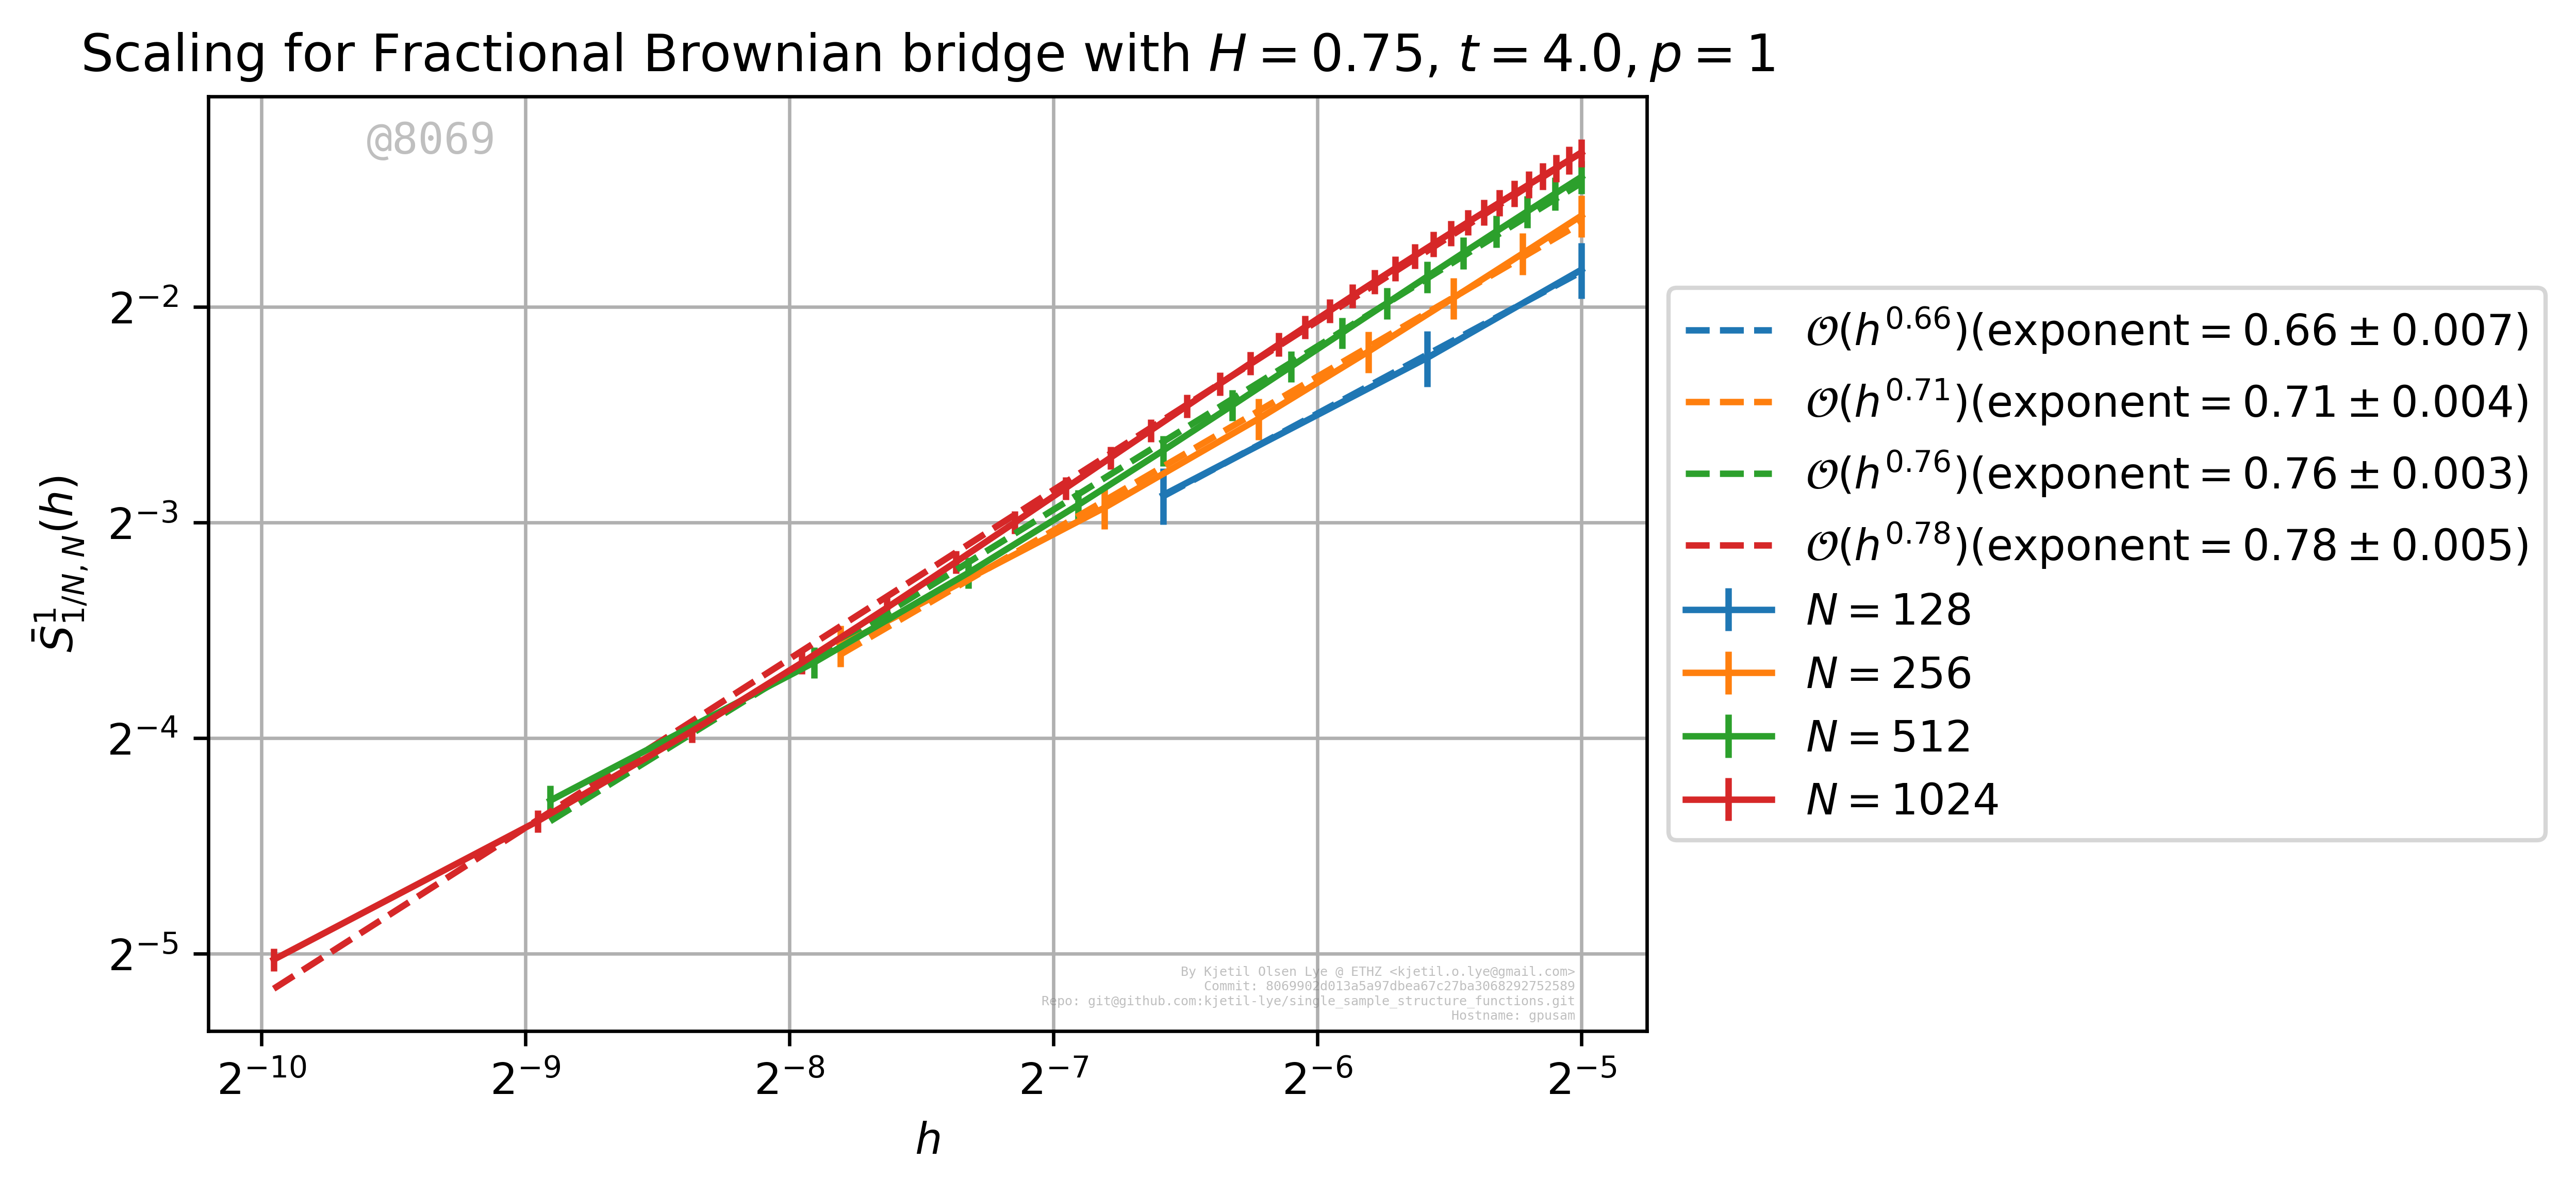 Scaling for Fractional Brownian bridge with H = 0.75, t = 4.0, p = 1
@8069
2⁻²
2⁻³
2⁻⁴
2⁻⁵
S̄¹_{1/N, N}(h)
2⁻¹⁰ 2⁻⁹ 2⁻⁸ 2⁻⁷ 2⁻⁶ 2⁻⁵
h
𝒪(h^{0.66})(exponent = 0.66 ± 0.007)
𝒪(h^{0.71})(exponent = 0.71 ± 0.004)
𝒪(h^{0.76})(exponent = 0.76 ± 0.003)
𝒪(h^{0.78})(exponent = 0.78 ± 0.005)
N = 128
N = 256
N = 512
N = 1024
By Kjetil Olsen Lye @ ETHZ <kjetil.o.lye@gmail.com>
Commit: 8069902d013a5a97dbea67c27ba3068292752589
Repo: git@github.com:kjetil-lye/single_sample_structure_functions.git
Hostname: gpusam